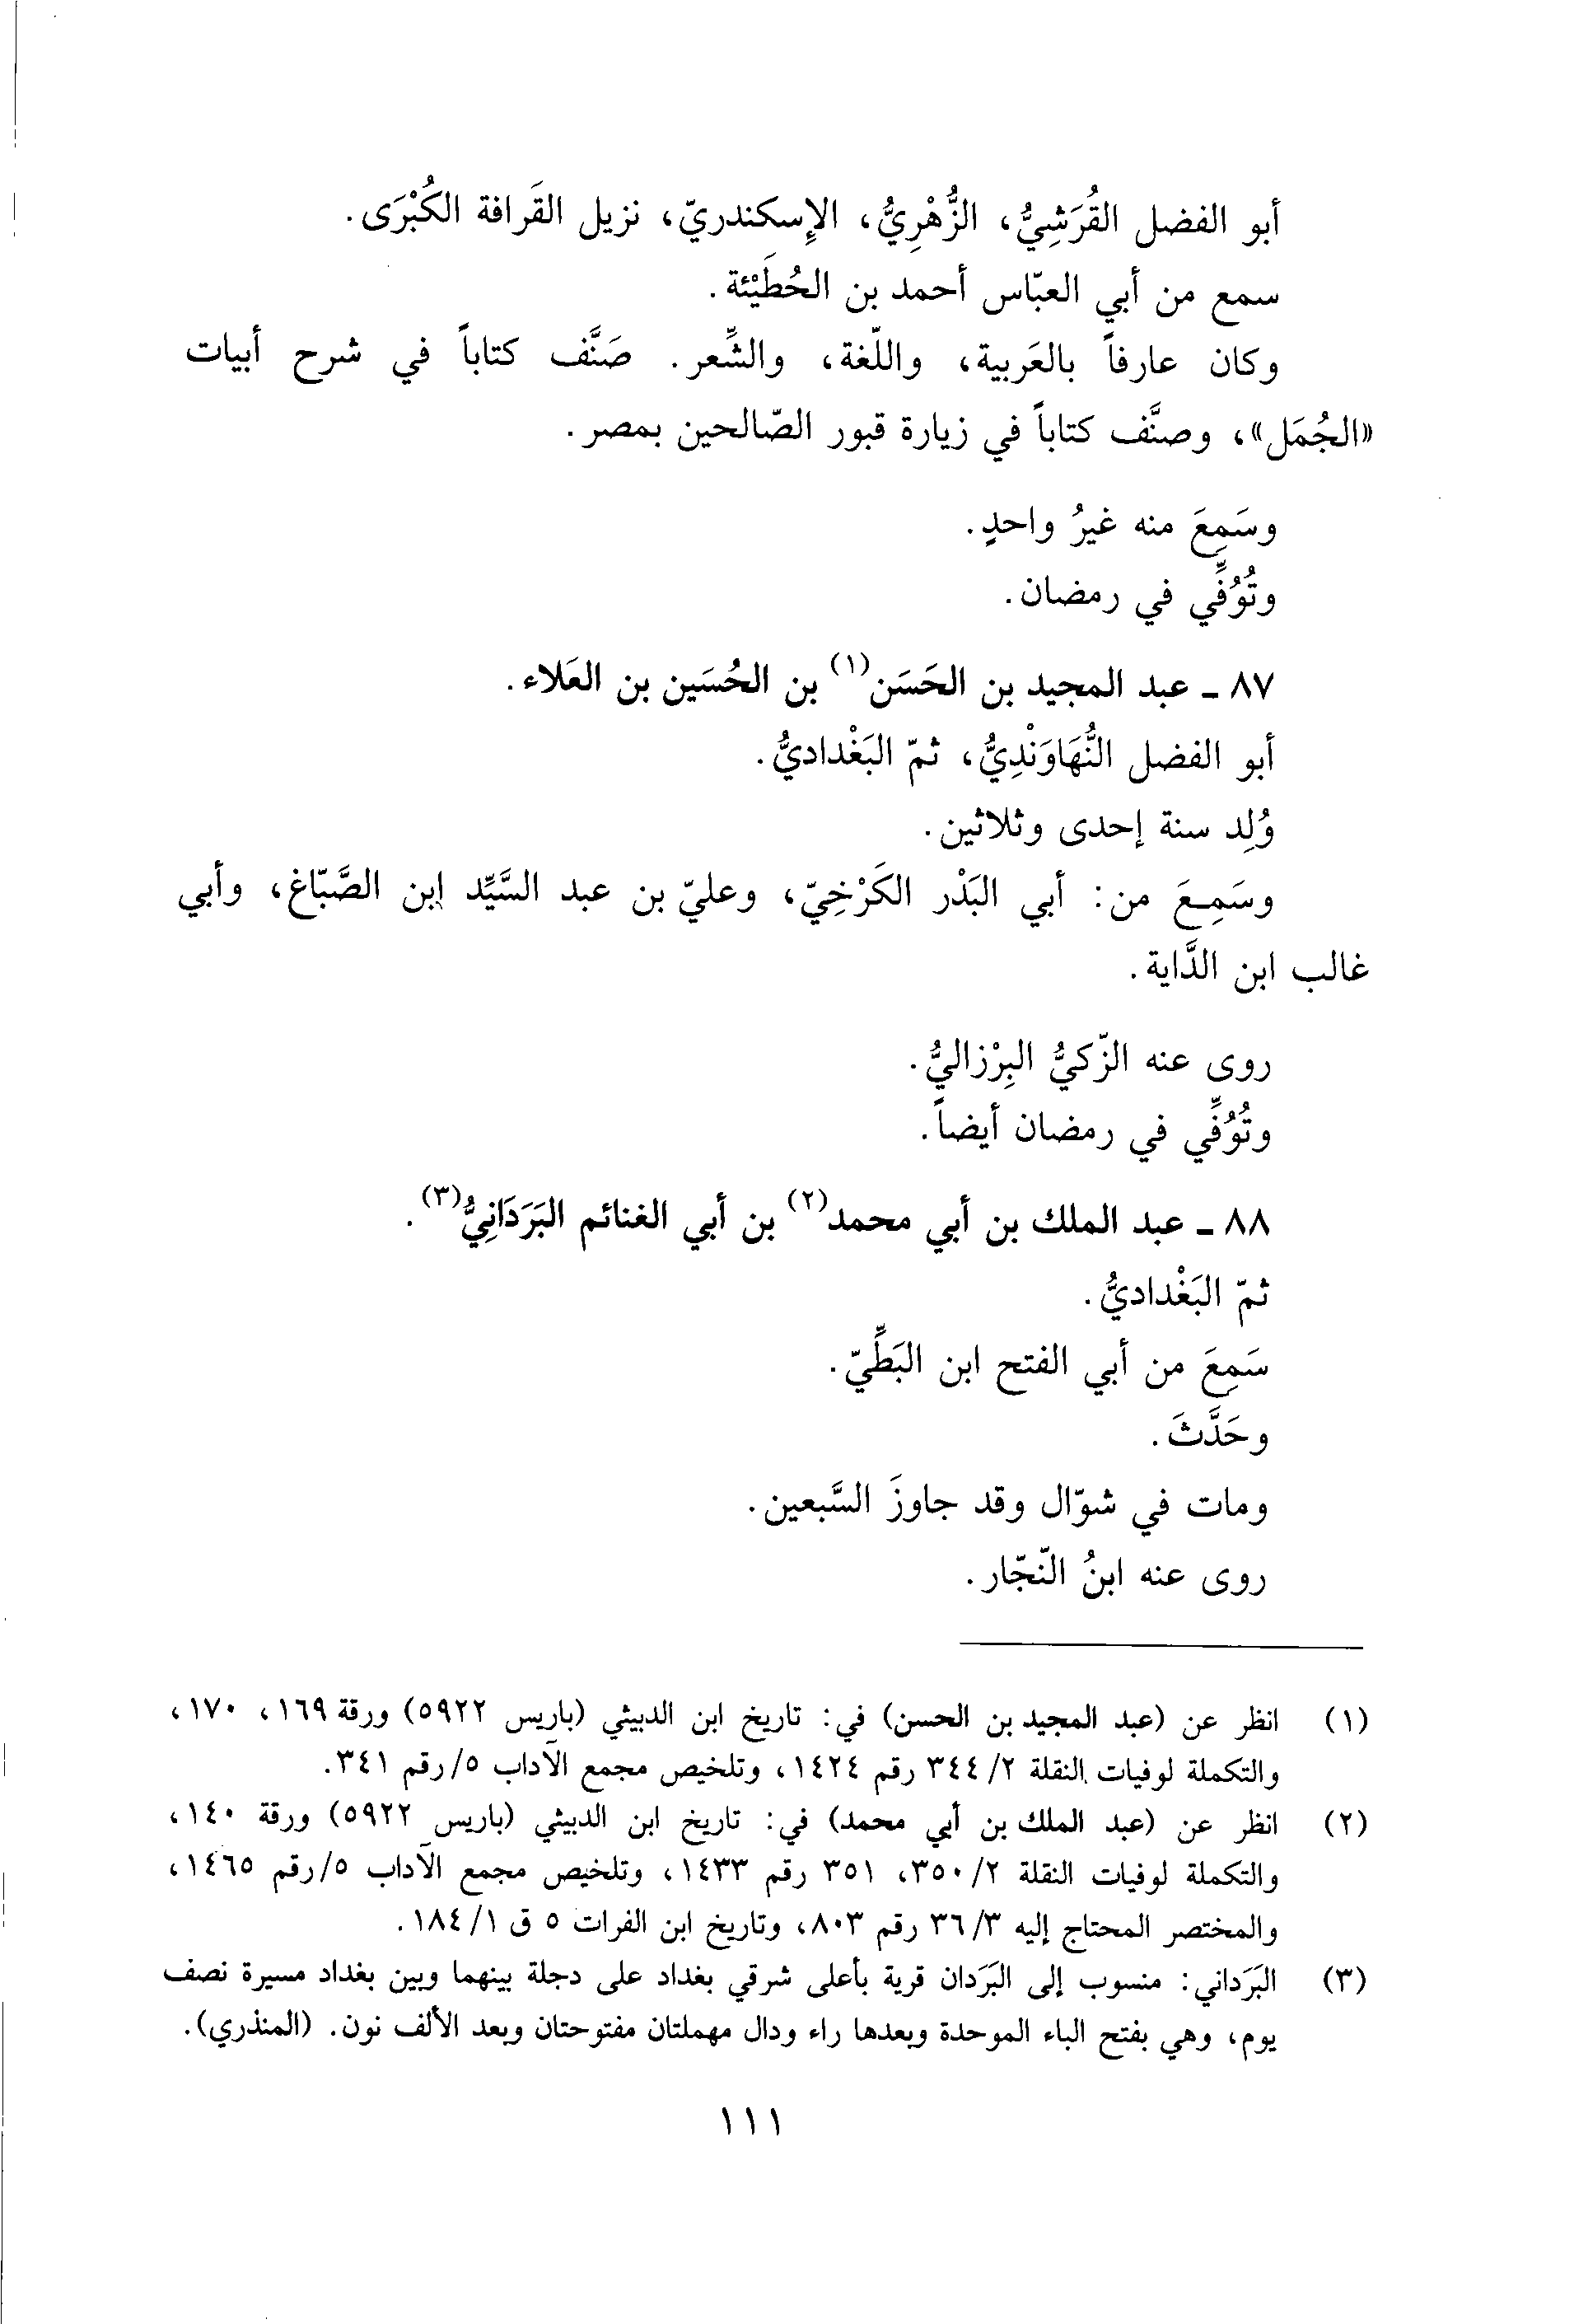 أبو الفضل القُرَشِيُّ، الزُّهْرِيُّ، الإِسكندريّ، نزيل القَرافة الكُبْرَى.
سمع من أبي العبّاس أحمد بن الحُطَيْئَة.
وكان عارفاً بالعَربية، واللّغة، والشِّعر. صَنَّف كتاباً في شرح أبيات
«الجُمَل»، وصنَّف كتاباً في زيارة قبور الصّالحين بمصر.
وسَمِعَ منه غيرُ واحدٍ.
وتُوُفِّي في رمضان.
٨٧ ـ عبد المجيد بن الحَسَن(١) بن الحُسَين بن العَلاء.
أبو الفضل النُّهَاوَنْدِيُّ، ثمّ البَغْداديُّ.
وُلِد سنة إحدى وثلاثين.
وسَمِعَ من: أبي البَدْر الكَرْخِيّ، وعليّ بن عبد السَّيِّد ابن الصَّبّاغ، وأبي
غالب ابن الدَّاية.
روى عنه الزّكيُّ البِرْزاليُّ.
وتُوُفِّي في رمضان أيضاً.
٨٨ ـ عبد الملك بن أبي محمد(٢) بن أبي الغنائم البَرَدَانِيُّ(٣).
ثمّ البَغْداديُّ.
سَمِعَ من أبي الفتح ابن البَطِّيّ.
وحَدَّثَ.
ومات في شوّال وقد جاوزَ السَّبعين.
روى عنه ابنُ النّجّار.
(١) انظر عن (عبد المجيد بن الحسن) في: تاريخ ابن الدبيثي (باريس ٥٩٢٢) ورقة ١٦٩، ١٧٠،
والتكملة لوفيات النقلة ٢/ ٣٤٤ رقم ١٤٢٤، وتلخيص مجمع الآداب ٥/رقم ٣٤١.
(٢) انظر عن (عبد الملك بن أبي محمد) في: تاريخ ابن الدبيثي (باريس ٥٩٢٢) ورقة ١٤٠،
والتكملة لوفيات النقلة ٢/ ٣٥٠، ٣٥١ رقم ١٤٣٣، وتلخيص مجمع الآداب ٥/رقم ١٤٦٥،
والمختصر المحتاج إليه ٣/ ٣٦ رقم ٨٠٣، وتاريخ ابن الفرات ٥ ق ١/ ١٨٤.
(٣) البَرَداني: منسوب إلى البَرَدان قرية بأعلى شرقي بغداد على دجلة بينهما وبين بغداد مسيرة نصف
يوم، وهي بفتح الباء الموحدة وبعدها راء ودال مهملتان مفتوحتان وبعد الألف نون. (المنذري).
١١١